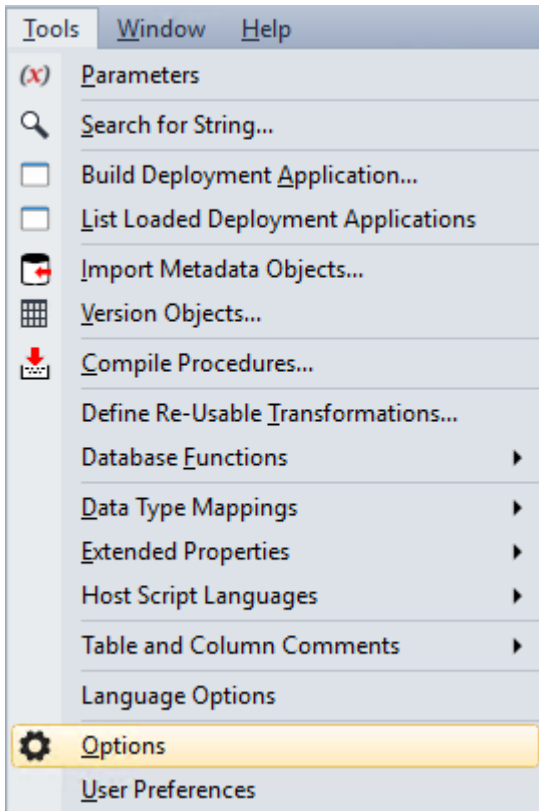 Tools Window Help
(x) Parameters
Search for String...
Build Deployment Application...
List Loaded Deployment Applications
Import Metadata Objects...
Version Objects...
Compile Procedures...
Define Re-Usable Transformations...
Database Functions
Data Type Mappings
Extended Properties
Host Script Languages
Table and Column Comments
Language Options
Options
User Preferences